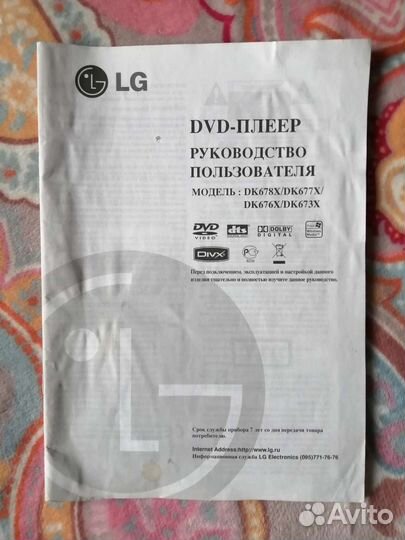 LG
DVD-ПЛЕЕР
РУКОВОДСТВО
ПОЛЬЗОВАТЕЛЯ
МОДЕЛЬ : DK678X/DK677X/
DK676X/DK673X
DVD
VIDEO
dts
DOLBY
DIGITAL
Windows
Media
DIVX
Перед подключением, эксплуатацией и настройкой данного
изделия тщательно и полностью изучите данное руководство.
Срок службы прибора 7 лет со дня передачи товара
потребителю.
Internet Address:http://www.lg.ru
Информационная служба LG Electronics (095)771-76-76
Avito